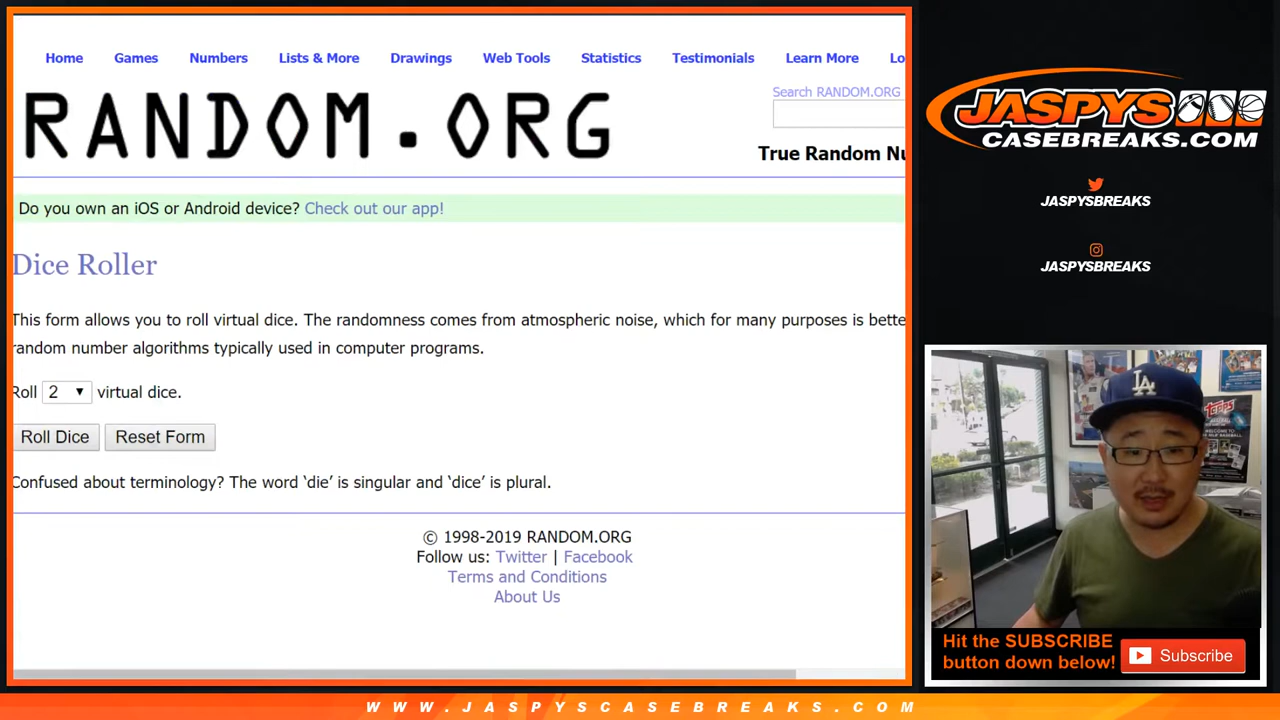 Home Games Numbers Lists & More Drawings Web Tools Statistics Testimonials Learn More Lo
Search RANDOM.ORG
RANDOM.ORG
True Random Nu
Do you own an iOS or Android device? Check out our app!
Dice Roller
This form allows you to roll virtual dice. The randomness comes from atmospheric noise, which for many purposes is bette
random number algorithms typically used in computer programs.
Roll 2 virtual dice.
Roll Dice Reset Form
Confused about terminology? The word ‘die’ is singular and ‘dice’ is plural.
© 1998-2019 RANDOM.ORG
Follow us: Twitter | Facebook
Terms and Conditions
About Us
JASPYS
CASEBREAKS.COM
JASPYSBREAKS
JASPYSBREAKS
LA
Topps
Hit the SUBSCRIBE
button down below!
Subscribe
WWW.JASPYSCASEBREAKS.COM